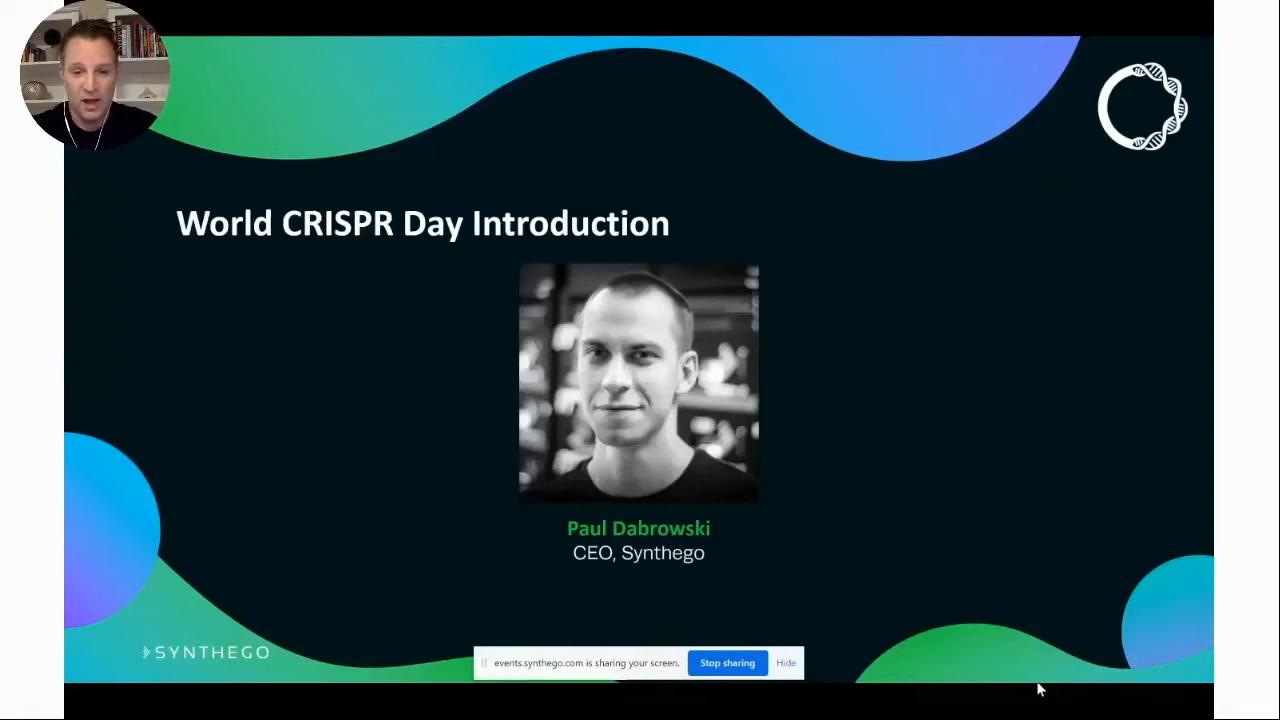 World CRISPR Day Introduction
Paul Dabrowski
CEO, Synthego
SYNTHEGO
events.synthego.com is sharing your screen.
Stop sharing
Hide